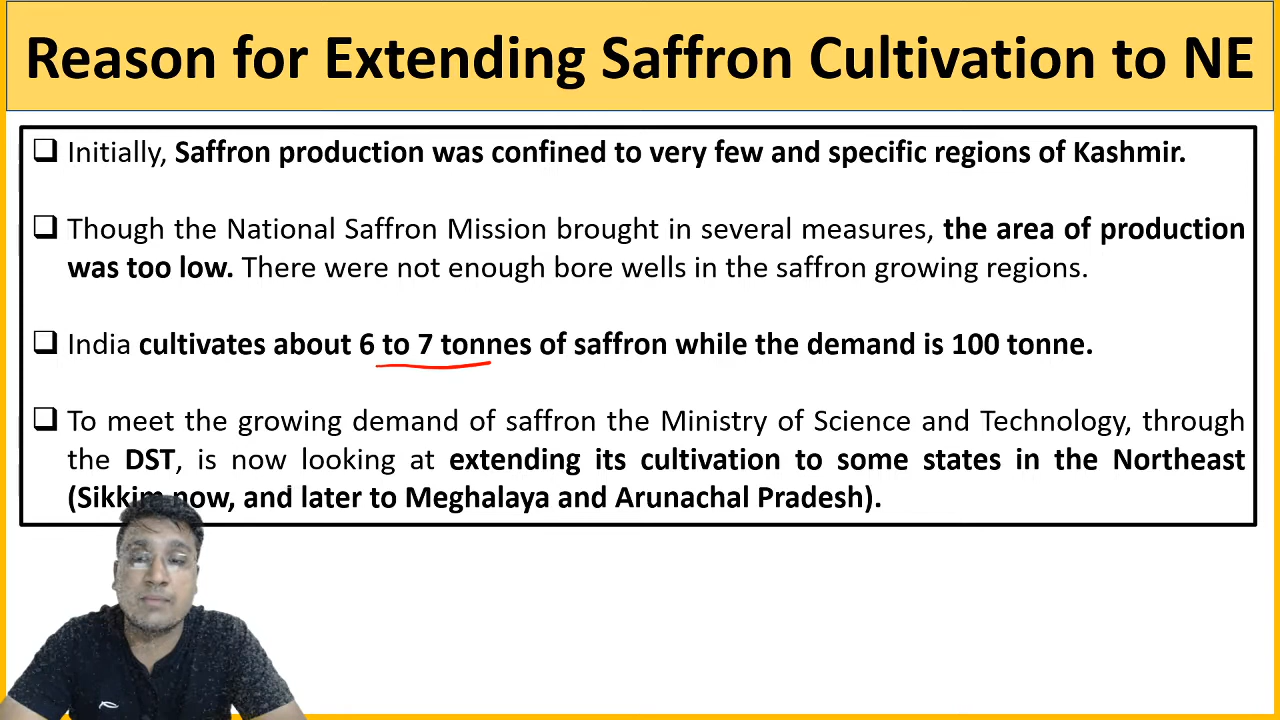 Reason for Extending Saffron Cultivation to NE
❑ Initially, Saffron production was confined to very few and specific regions of Kashmir.
❑ Though the National Saffron Mission brought in several measures, the area of production
was too low. There were not enough bore wells in the saffron growing regions.
❑ India cultivates about 6 to 7 tonnes of saffron while the demand is 100 tonne.
❑ To meet the growing demand of saffron the Ministry of Science and Technology, through
the DST, is now looking at extending its cultivation to some states in the Northeast
(Sikkim now, and later to Meghalaya and Arunachal Pradesh).